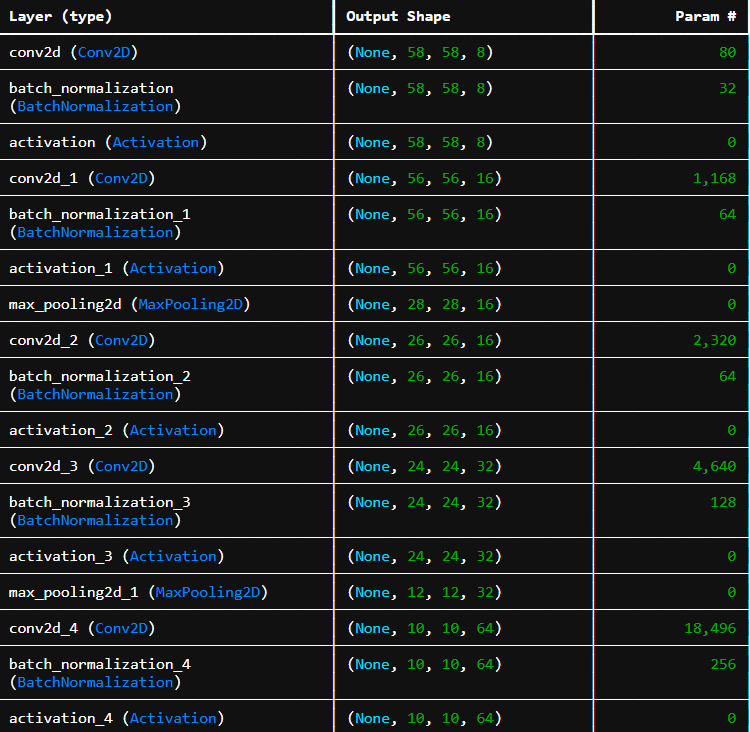 Layer (type) Output Shape Param #
conv2d (Conv2D) (None, 58, 58, 8) 80
batch_normalization (None, 58, 58, 8) 32
(BatchNormalization)
activation (Activation) (None, 58, 58, 8) 0
conv2d_1 (Conv2D) (None, 56, 56, 16) 1,168
batch_normalization_1 (None, 56, 56, 16) 64
(BatchNormalization)
activation_1 (Activation) (None, 56, 56, 16) 0
max_pooling2d (MaxPooling2D) (None, 28, 28, 16) 0
conv2d_2 (Conv2D) (None, 26, 26, 16) 2,320
batch_normalization_2 (None, 26, 26, 16) 64
(BatchNormalization)
activation_2 (Activation) (None, 26, 26, 16) 0
conv2d_3 (Conv2D) (None, 24, 24, 32) 4,640
batch_normalization_3 (None, 24, 24, 32) 128
(BatchNormalization)
activation_3 (Activation) (None, 24, 24, 32) 0
max_pooling2d_1 (MaxPooling2D) (None, 12, 12, 32) 0
conv2d_4 (Conv2D) (None, 10, 10, 64) 18,496
batch_normalization_4 (None, 10, 10, 64) 256
(BatchNormalization)
activation_4 (Activation) (None, 10, 10, 64) 0